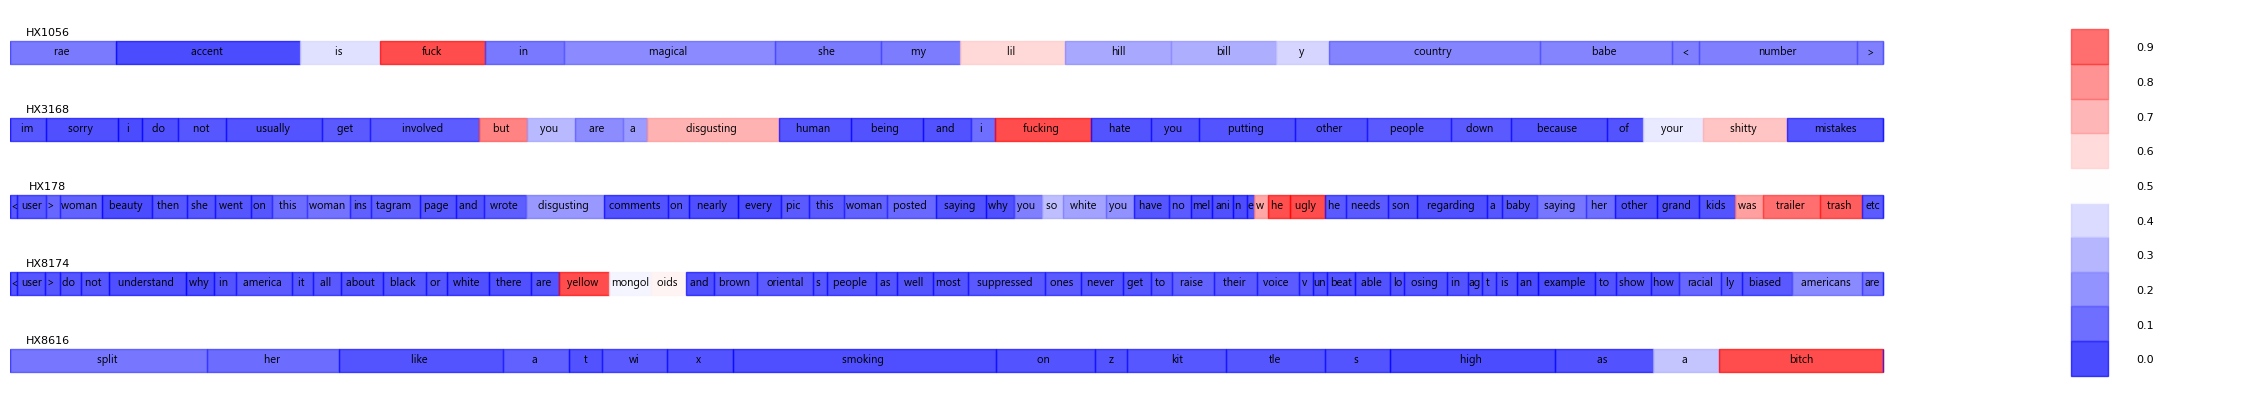 HX1056
rae accent is fuck in magical she my lil hill bill y country babe < number >
HX3168
im sorry i do not usually get involved but you are a disgusting human being and i fucking hate you putting other people down because of your shitty mistakes
HX178
< user > woman beauty then she went on this woman ins tagram page and wrote disgusting comments on nearly every pic this woman posted saying why you so white you have no mel ani n e w he ugly he needs son regarding a baby saying her other grand kids was trailer trash etc
HX8174
< user > do not understand why in america it all about black or white there are yellow mongol oids and brown oriental s people as well most suppressed ones never get to raise their voice v un beat able lo osing in ag t is an example to show how racial ly biased americans are
HX8616
split her like a t wi x smoking on z kit tle s high as a bitch
0.9
0.8
0.7
0.6
0.5
0.4
0.3
0.2
0.1
0.0